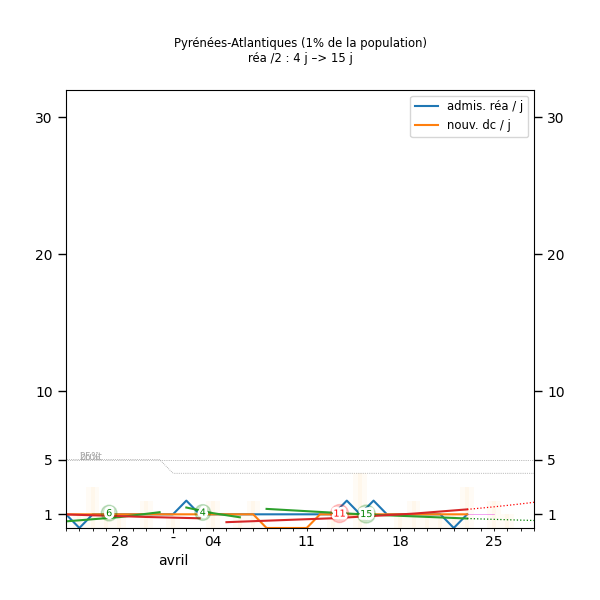 Pyrénées-Atlantiques (1% de la population)
réa /2 : 4 j –> 15 j
admis. réa / j
nouv. dc / j
30 30
20 20
10 10
5 5
1 1
6 4 11 15
28 - 04 11 18 25
avril